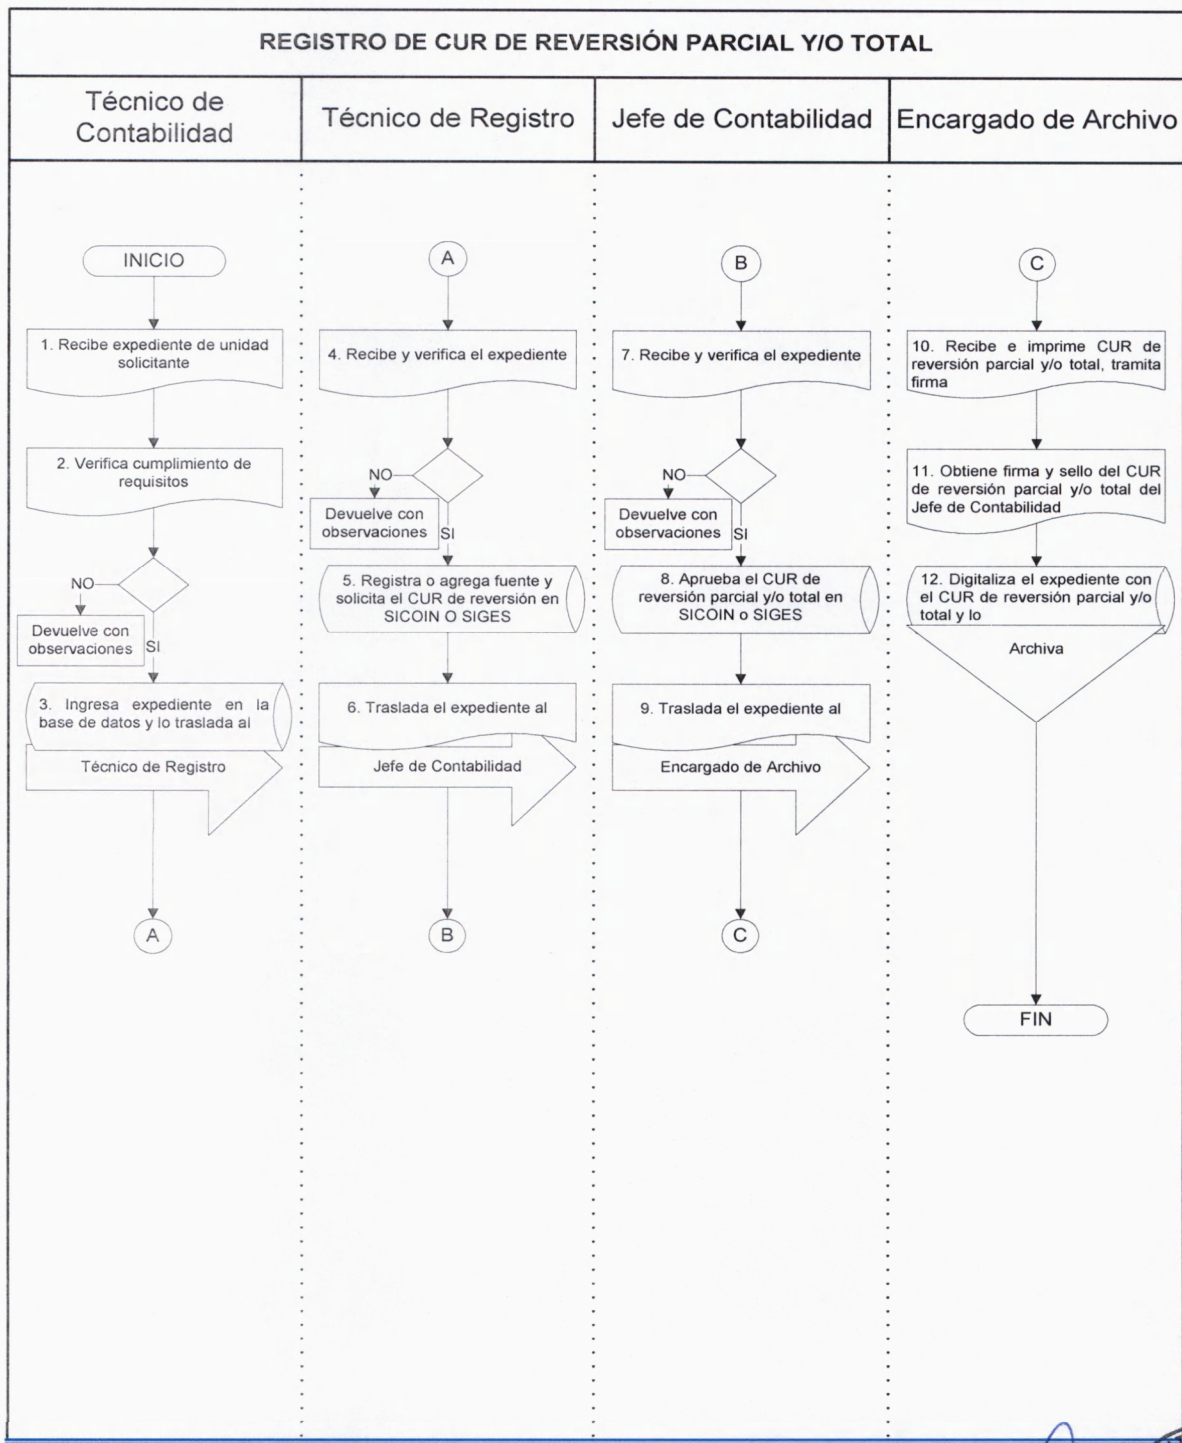 REGISTRO DE CUR DE REVERSIÓN PARCIAL Y/O TOTAL
Técnico de
Contabilidad
Técnico de Registro
Jefe de Contabilidad
Encargado de Archivo
INICIO
1. Recibe expediente de unidad
solicitante
2. Verifica cumplimiento de
requisitos
NO
Devuelve con
observaciones
SI
3. Ingresa expediente en la
base de datos y lo traslada al
Técnico de Registro
A
A
4. Recibe y verifica el expediente
NO
Devuelve con
observaciones
SI
5. Registra o agrega fuente y
solicita el CUR de reversión en
SICOIN O SIGES
6. Traslada el expediente al
Jefe de Contabilidad
B
B
7. Recibe y verifica el expediente
NO
Devuelve con
observaciones
SI
8. Aprueba el CUR de
reversión parcial y/o total en
SICOIN o SIGES
9. Traslada el expediente al
Encargado de Archivo
C
C
10. Recibe e imprime CUR de
reversión parcial y/o total, tramita
firma
11. Obtiene firma y sello del CUR
de reversión parcial y/o total del
Jefe de Contabilidad
12. Digitaliza el expediente con
el CUR de reversión parcial y/o
total y lo
Archiva
FIN